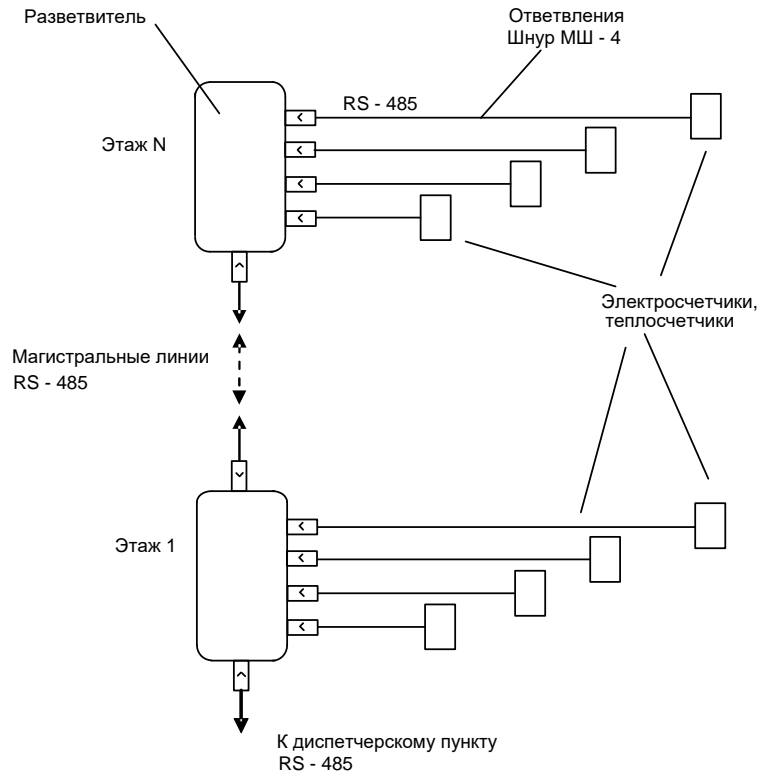 Разветвитель
Ответвления
Шнур МШ - 4
RS - 485
Этаж N
Электросчетчики,
теплосчетчики
Магистральные линии
RS - 485
Этаж 1
К диспетчерскому пункту
RS - 485